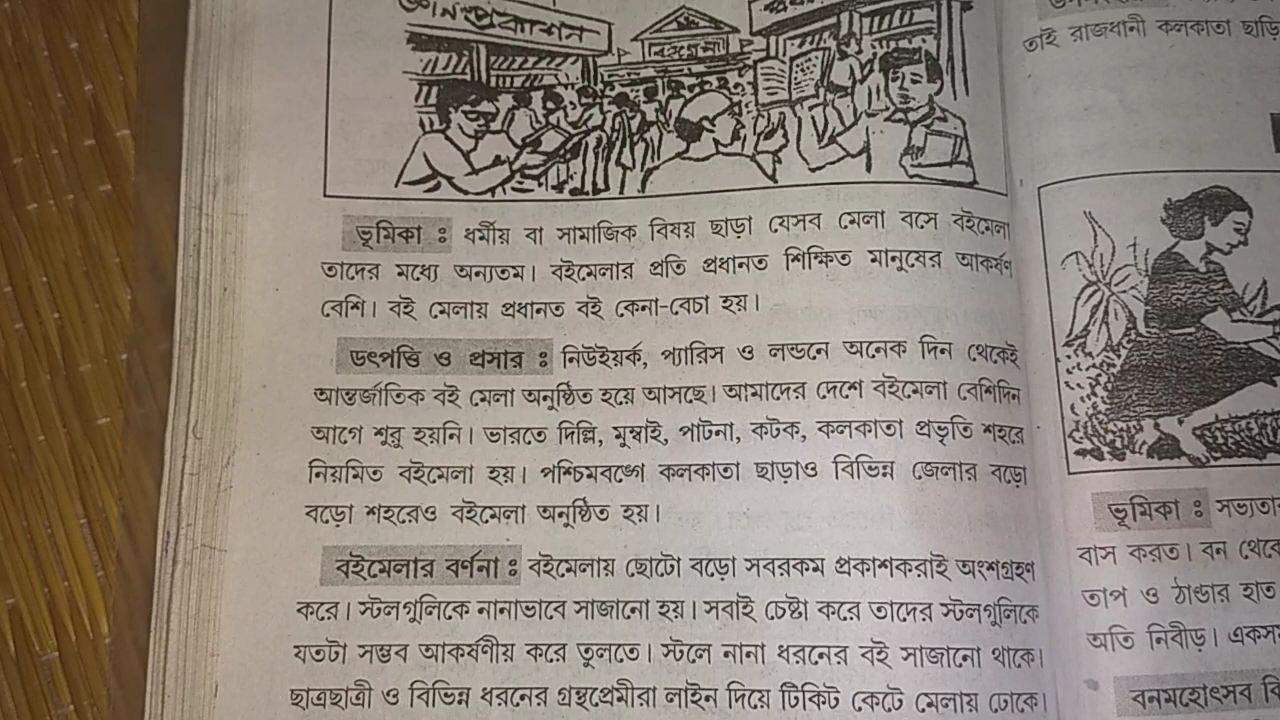 জ্ঞানপ্রকাশন
বইমেলা
ভূমিকা : ধর্মীয় বা সামাজিক বিষয় ছাড়া যেসব মেলা বসে বইমেলা
তাদের মধ্যে অন্যতম। বইমেলার প্রতি প্রধানত শিক্ষিত মানুষের আকর্ষণ
বেশি। বই মেলায় প্রধানত বই কেনা-বেচা হয়।
উৎপত্তি ও প্রসার : নিউইয়র্ক, প্যারিস ও লন্ডনে অনেক দিন থেকেই
আন্তর্জাতিক বই মেলা অনুষ্ঠিত হয়ে আসছে। আমাদের দেশে বইমেলা বেশিদিন
আগে শুরু হয়নি। ভারতে দিল্লি, মুম্বাই, পাটনা, কটক, কলকাতা প্রভৃতি শহরে
নিয়মিত বইমেলা হয়। পশ্চিমবঙ্গে কলকাতা ছাড়াও বিভিন্ন জেলার বড়ো
বড়ো শহরেও বইমেলা অনুষ্ঠিত হয়।
বইমেলার বর্ণনা : বইমেলায় ছোটো বড়ো সবরকম প্রকাশকরাই অংশগ্রহণ
করে। স্টলগুলিকে নানাভাবে সাজানো হয়। সবাই চেষ্টা করে তাদের স্টলগুলিকে
যতটা সম্ভব আকর্ষণীয় করে তুলতে। স্টলে নানা ধরনের বই সাজানো থাকে।
ছাত্রছাত্রী ও বিভিন্ন ধরনের গ্রন্থপ্রেমীরা লাইন দিয়ে টিকিট কেটে মেলায় ঢোকে।
তাই রাজধানী কলকাতা ছাড়ি
ভূমিকা : সভ্যতা
বাস করত। বন থেকে
তাপ ও ঠান্ডার হাত
অতি নিবীড়। একসম
বনমহোৎসব কি